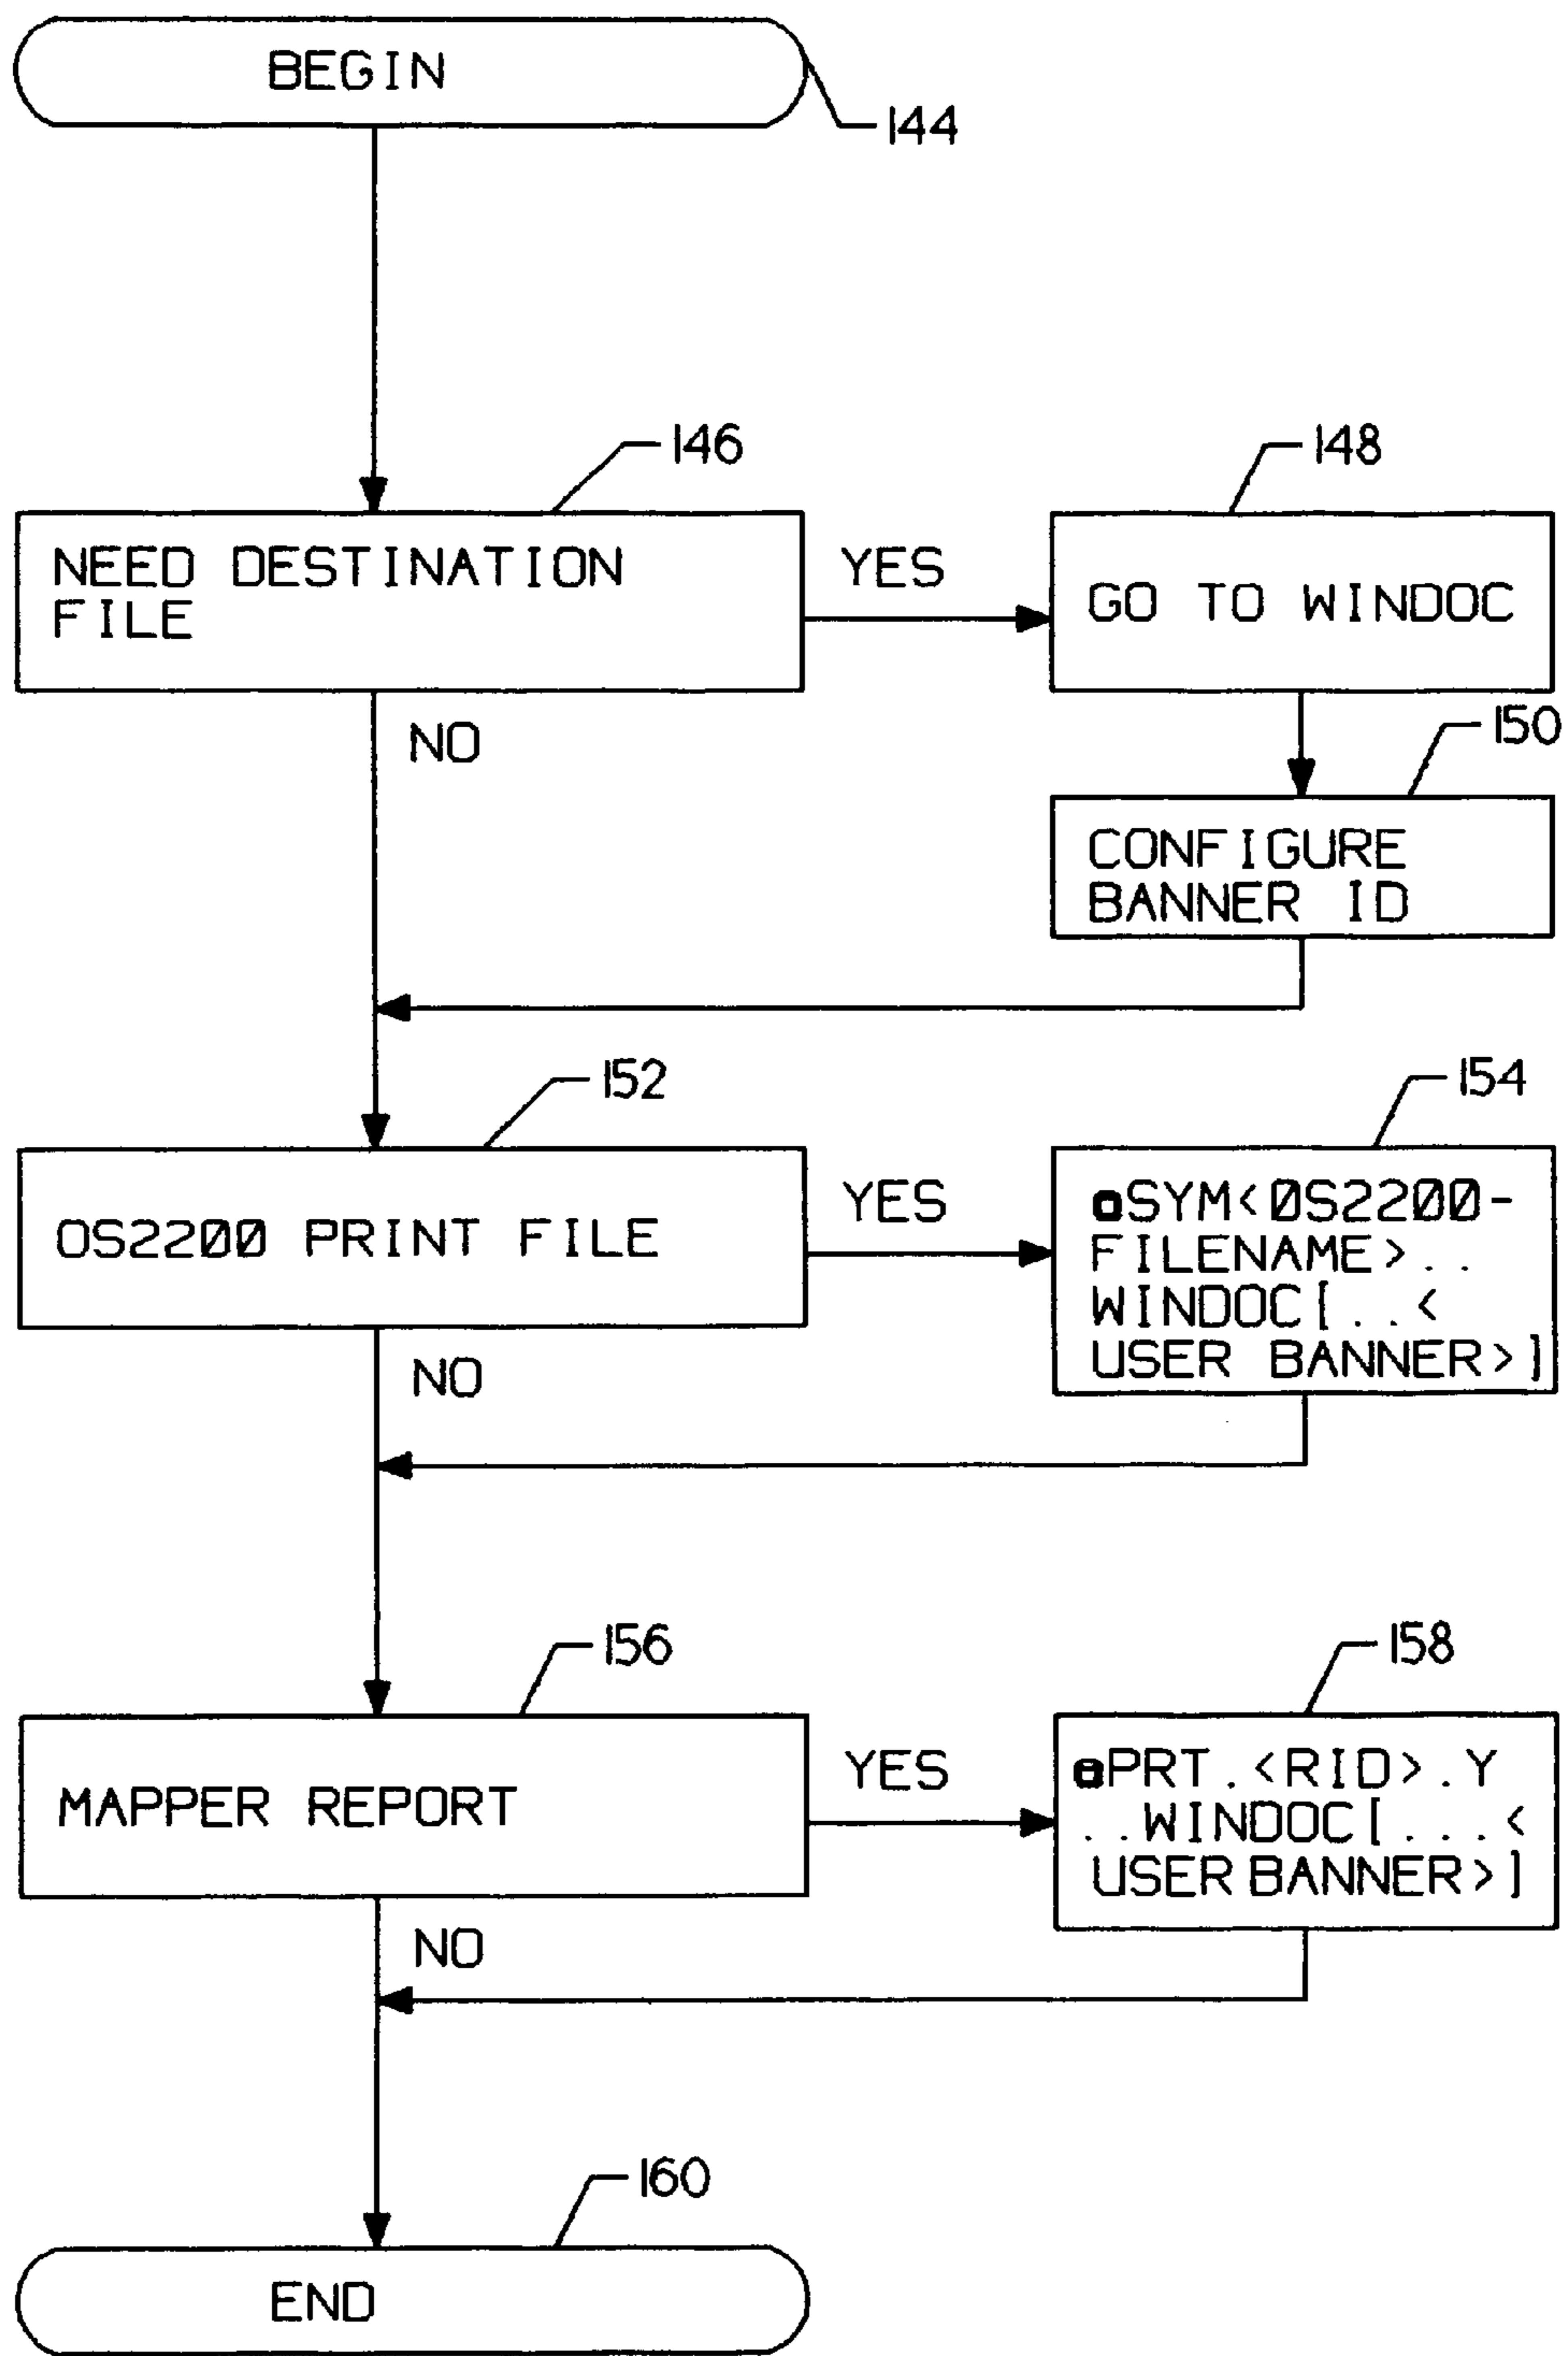 BEGIN
144
146
148
NEED DESTINATION
FILE
YES
GO TO WINDOC
NO
150
CONFIGURE
BANNER ID
152
154
OS2200 PRINT FILE
YES
@SYM<OS2200-
FILENAME>..
WINDOC[..<
USER BANNER>]
NO
156
158
MAPPER REPORT
YES
@PRT.<RID>.Y
..WINDOC[...<
USER BANNER>]
NO
160
END